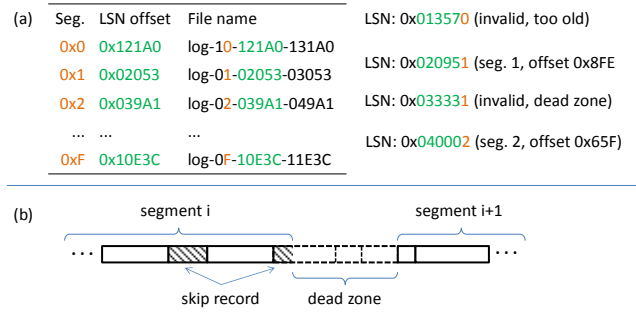 (a)
Seg. LSN offset File name
0x0 0x121A0 log-10-121A0-131A0
0x1 0x02053 log-01-02053-03053
0x2 0x039A1 log-02-039A1-049A1
... ... ...
0xF 0x10E3C log-0F-10E3C-11E3C
LSN: 0x013570 (invalid, too old)
LSN: 0x020951 (seg. 1, offset 0x8FE
LSN: 0x033331 (invalid, dead zone)
LSN: 0x040002 (seg. 2, offset 0x65F)
(b)
segment i segment i+1
... ...
skip record dead zone